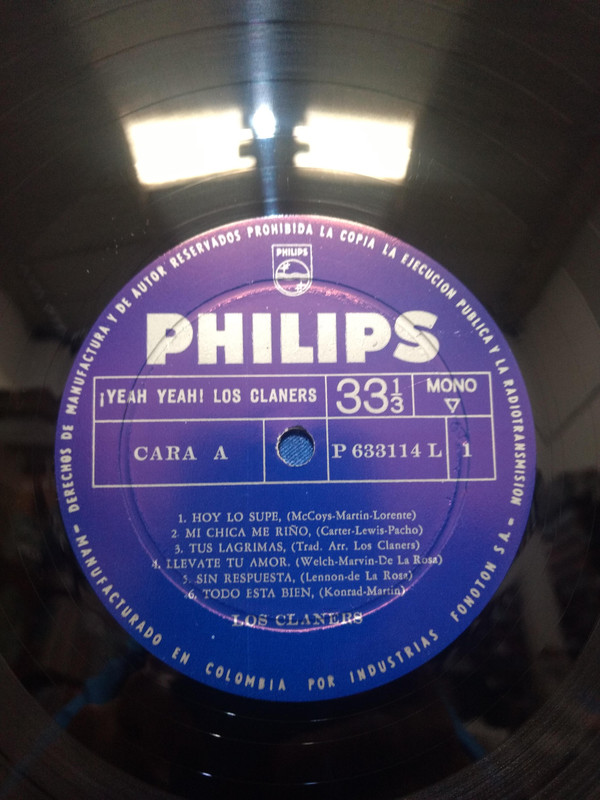 DERECHOS DE MANUFACTURA Y DE AUTOR RESERVADOS PROHIBIDA LA COPIA LA EJECUCION PUBLICA Y LA RADIOTRANSMISION
PHILIPS
PHILIPS
¡YEAH YEAH! LOS CLANERS
33 1/3
MONO
CARA A
P 633114 L
1
1. HOY LO SUPE, (McCoys-Martin-Lorente)
2. MI CHICA ME RIÑO, (Carter-Lewis-Pacho)
3. TUS LAGRIMAS, (Trad. Arr. Los Claners)
4. LLEVATE TU AMOR. (Welch-Marvin-De La Rosa)
5. SIN RESPUESTA, (Lennon-de La Rosa)
6. TODO ESTA BIEN, (Konrad-Martin)
LOS CLANERS
MANUFACTURADO EN COLOMBIA POR INDUSTRIAS FONOTON S.A.